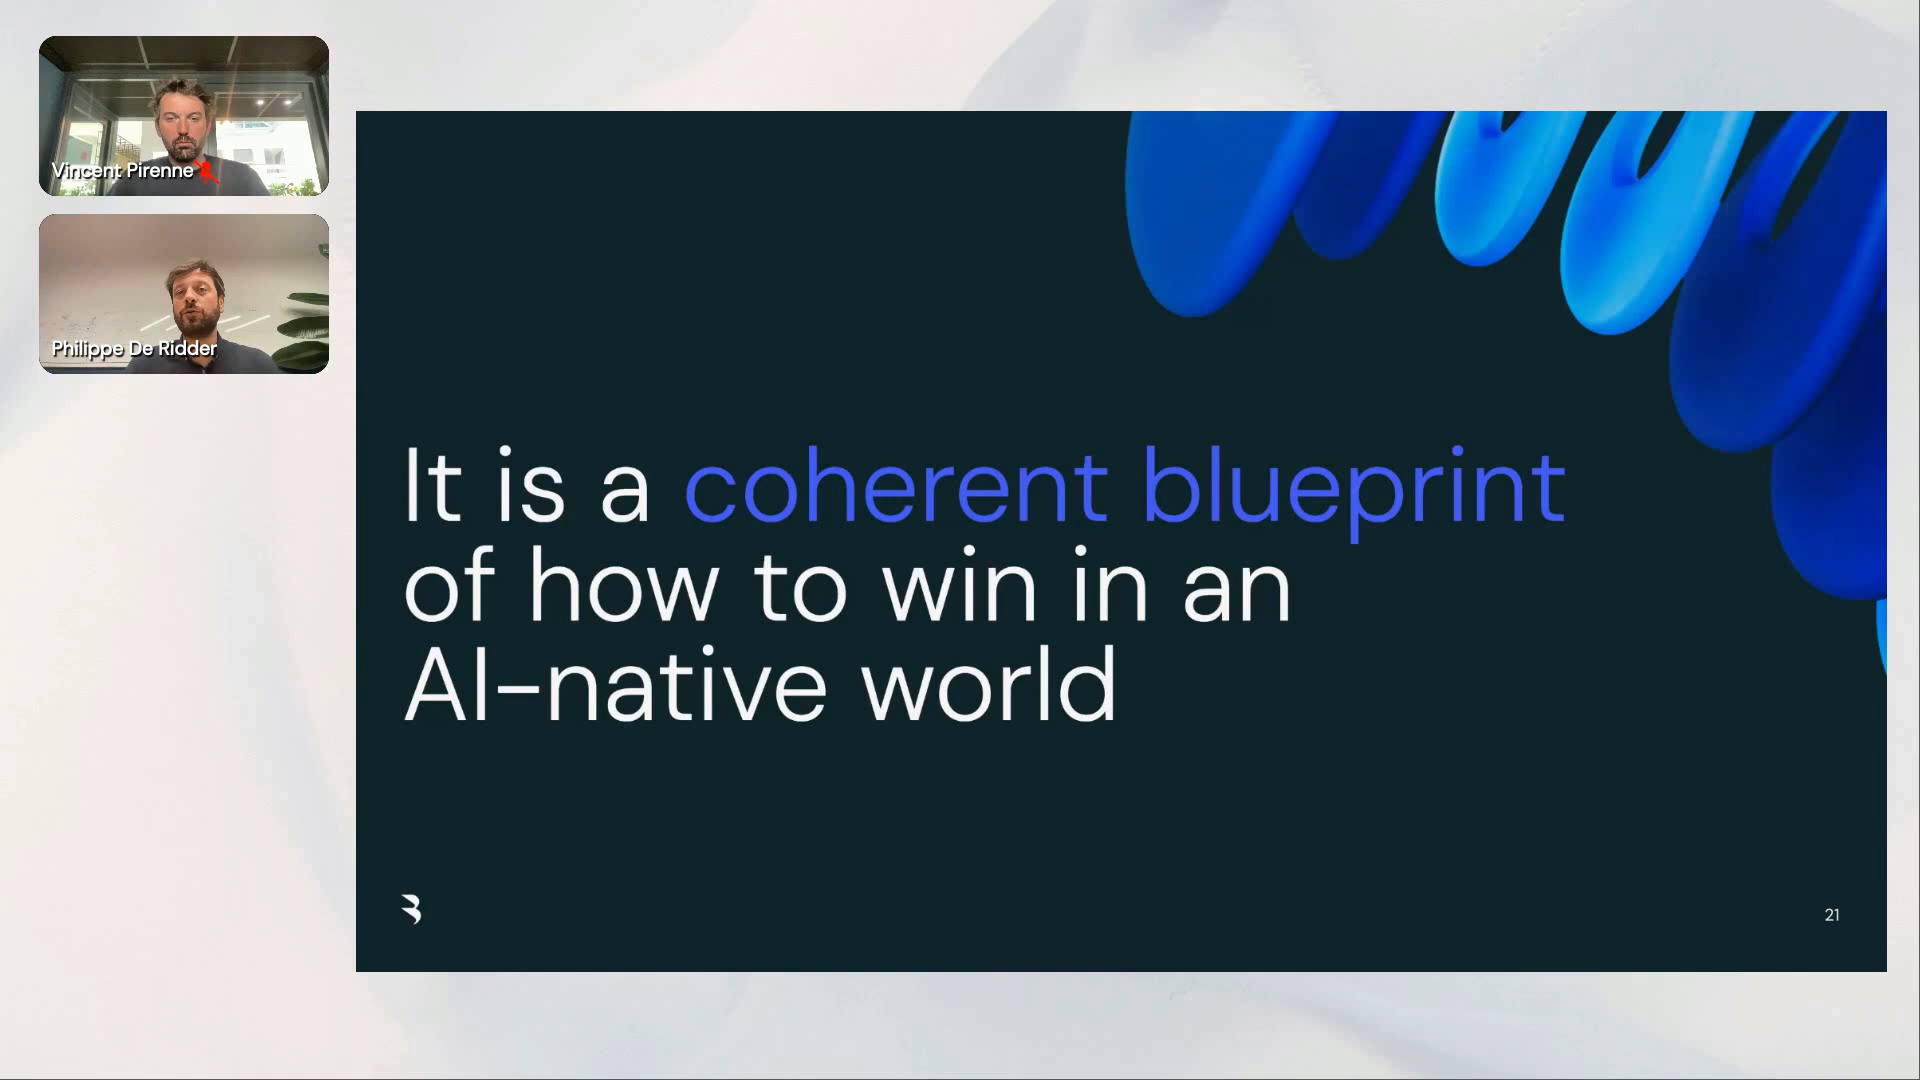 Vincent Pirenne
Philippe De Ridder
It is a coherent blueprint
of how to win in an
AI-native world
21